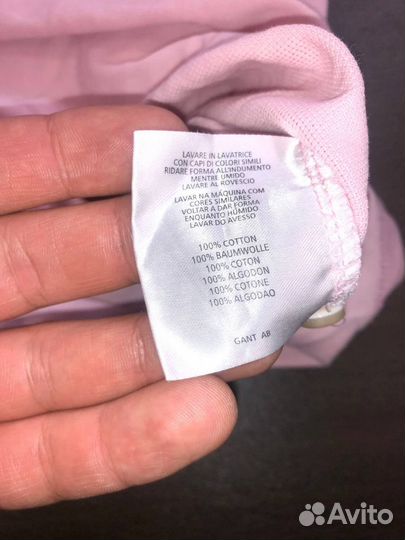 LAVARE IN LAVATRICE
CON CAPI DI COLORI SIMILI
RIDARE FORMA ALL'INDUMENTO
MENTRE UMIDO
LAVARE AL ROVESCIO
LAVAR NA MÁQUINA COM
CORES SIMILARES
VOLTAR A DAR FORMA
ENQUANTO HÚMIDO
LAVAR DO AVESSO
100% COTTON
100% BAUMWOLLE
100% COTON
100% ALGODON
100% COTONE
100% ALGODAO
GANT AB
Avito